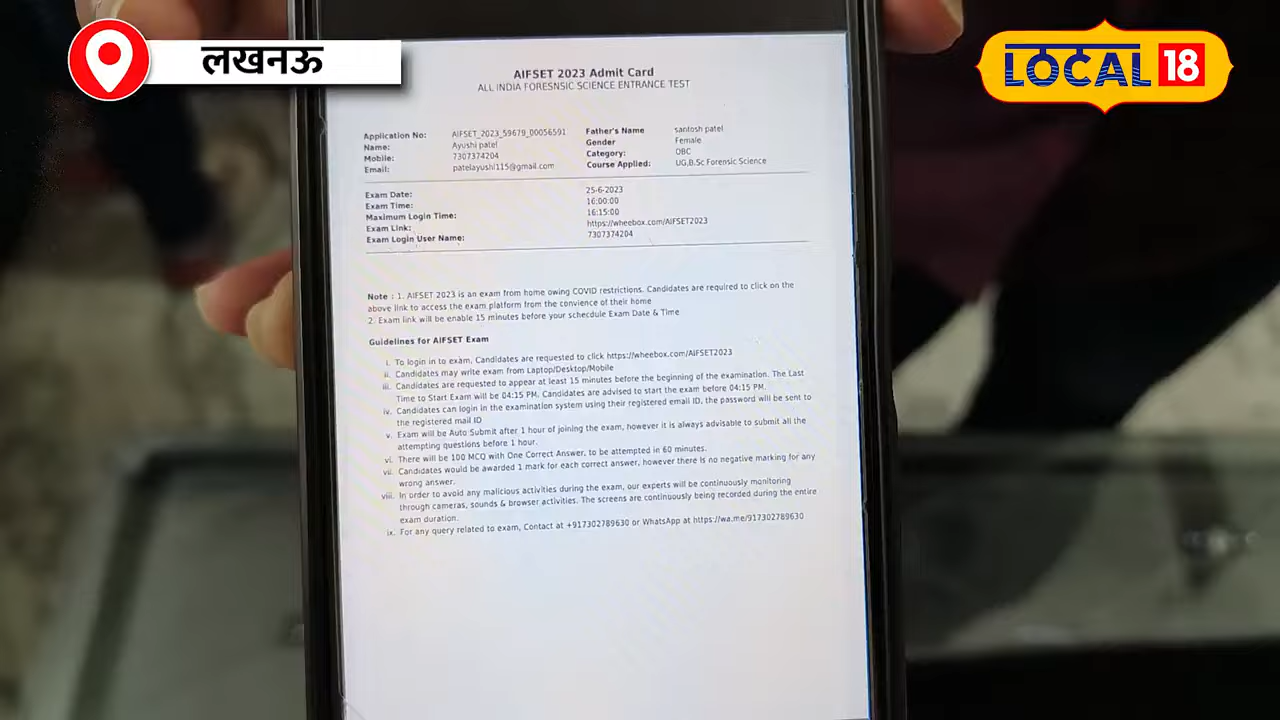 लखनऊ
LOCAL 18
AIFSET 2023 Admit Card
ALL INDIA FORESNSIC SCIENCE ENTRANCE TEST
Application No: AIFSET_2023_59679_00056591 Father's Name santosh patel
Name: Ayushi patel Gender Female
Mobile: 7307374204 Category: OBC
Email: patelayushi115@gmail.com Course Applied: UG,B.Sc Forensic Science
Exam Date: 25-6-2023
Exam Time: 16:00:00
Maximum Login Time: 16:15:00
Exam Link: https://wheebox.com/AIFSET2023
Exam Login User Name: 7307374204
Note : 1. AIFSET 2023 is an exam from home owing COVID restrictions. Candidates are required to click on the
above link to access the exam platform from the convience of their home
2. Exam link will be enable 15 minutes before your schecdule Exam Date & Time
Guidelines for AIFSET Exam
i. To login in to exam, Candidates are requested to click https://wheebox.com/AIFSET2023
ii. Candidates may write exam from Laptop/Desktop/Mobile
iii. Candidates are requested to appear at least 15 minutes before the beginning of the examination. The Last
Time to Start Exam will be 04:15 PM. Candidates are advised to start the exam before 04:15 PM.
iv. Candidates can login in the examination system using their registered email ID, the password will be sent to
the registered mail ID
v. Exam will be Auto Submit after 1 hour of joining the exam, however it is always advisable to submit all the
attempting questions before 1 hour.
vi. There will be 100 MCQ with One Correct Answer, to be attempted in 60 minutes.
vii. Candidates would be awarded 1 mark for each correct answer, however there is no negative marking for any
wrong answer.
viii. In order to avoid any malicious activities during the exam, our experts will be continuously monitoring
through cameras, sounds & browser activities. The screens are continuously being recorded during the entire
exam duration.
ix. For any query related to exam, Contact at +917302789630 or WhatsApp at https://wa.me/917302789630